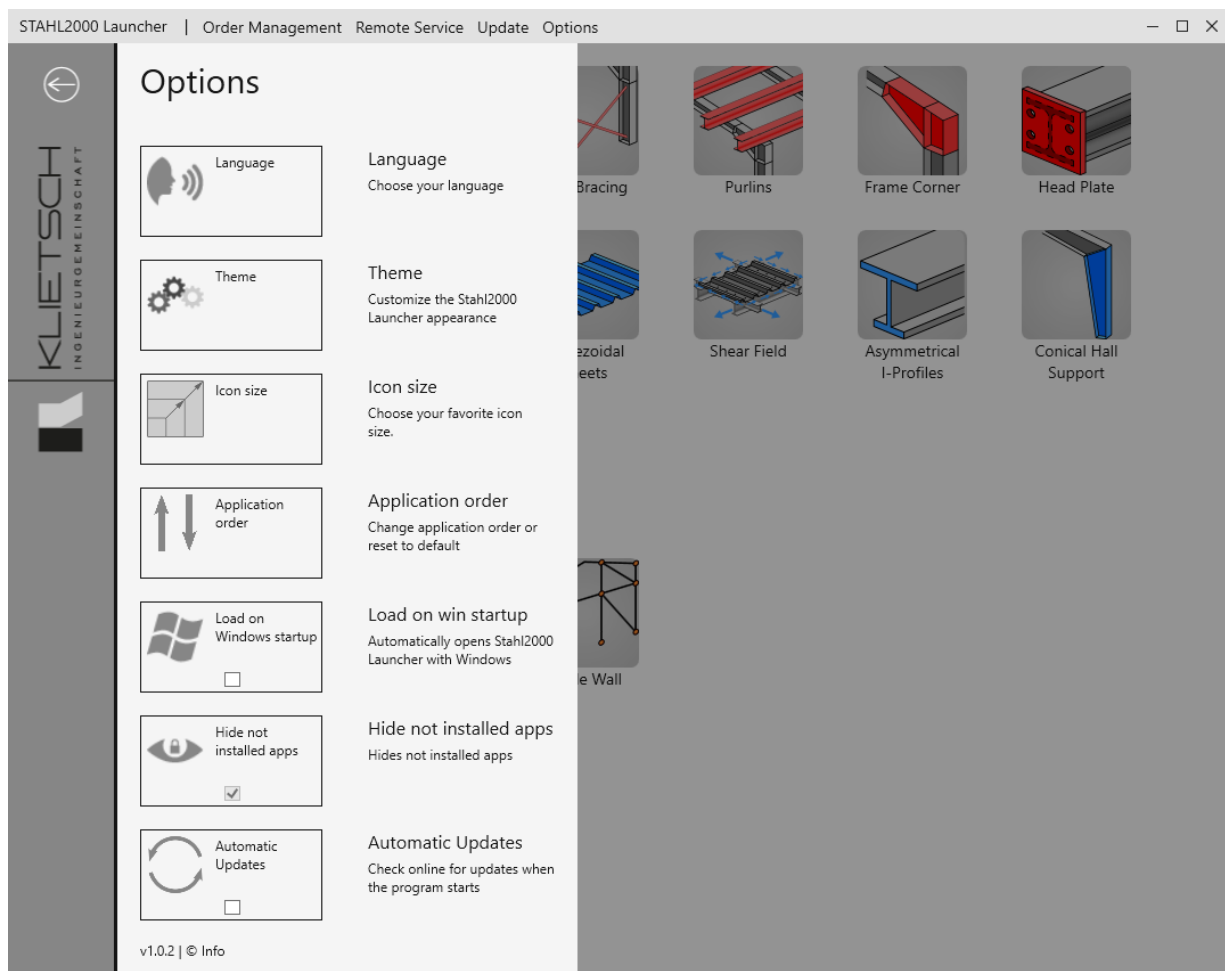 STAHL2000 Launcher | Order Management Remote Service Update Options
KLIETSCH
INGENIEURGEMEINSCHAFT
Options
Language
Language
Choose your language
Theme
Theme
Customize the Stahl2000
Launcher appearance
Icon size
Icon size
Choose your favorite icon
size.
Application
order
Application order
Change application order or
reset to default
Load on
Windows startup
Load on win startup
Automatically opens Stahl2000
Launcher with Windows
Hide not
installed apps
Hide not installed apps
Hides not installed apps
Automatic
Updates
Automatic Updates
Check online for updates when
the program starts
v1.0.2 | © Info
Bracing
Purlins
Frame Corner
Head Plate
ezoidal
eets
Shear Field
Asymmetrical
I-Profiles
Conical Hall
Support
le Wall